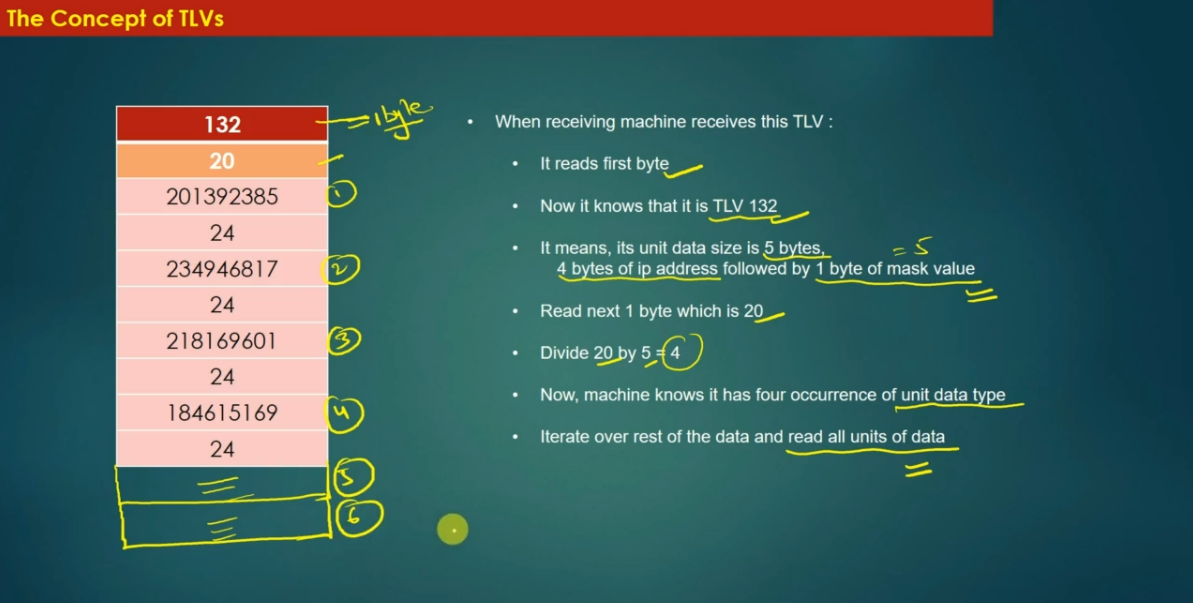 The Concept of TLVs
132 = 1 byte
20
201392385 1
24
234946817 2
24
218169601 3
24
184615169 4
24
5
6
• When receiving machine receives this TLV :
• It reads first byte
• Now it knows that it is TLV 132
• It means, its unit data size is 5 bytes, = 5
4 bytes of ip address followed by 1 byte of mask value
• Read next 1 byte which is 20
• Divide 20 by 5 = 4
• Now, machine knows it has four occurrence of unit data type
• Iterate over rest of the data and read all units of data